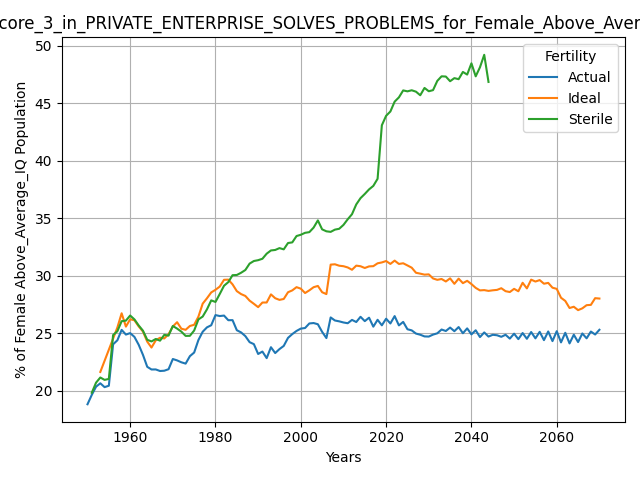 core_3_in_PRIVATE_ENTERPRISE_SOLVES_PROBLEMS_for_Female_Above_Aver
% of Female Above_Average_IQ Population
50
45
40
35
30
25
20
Fertility
Actual
Ideal
Sterile
1960
1980
2000
2020
2040
2060
Years